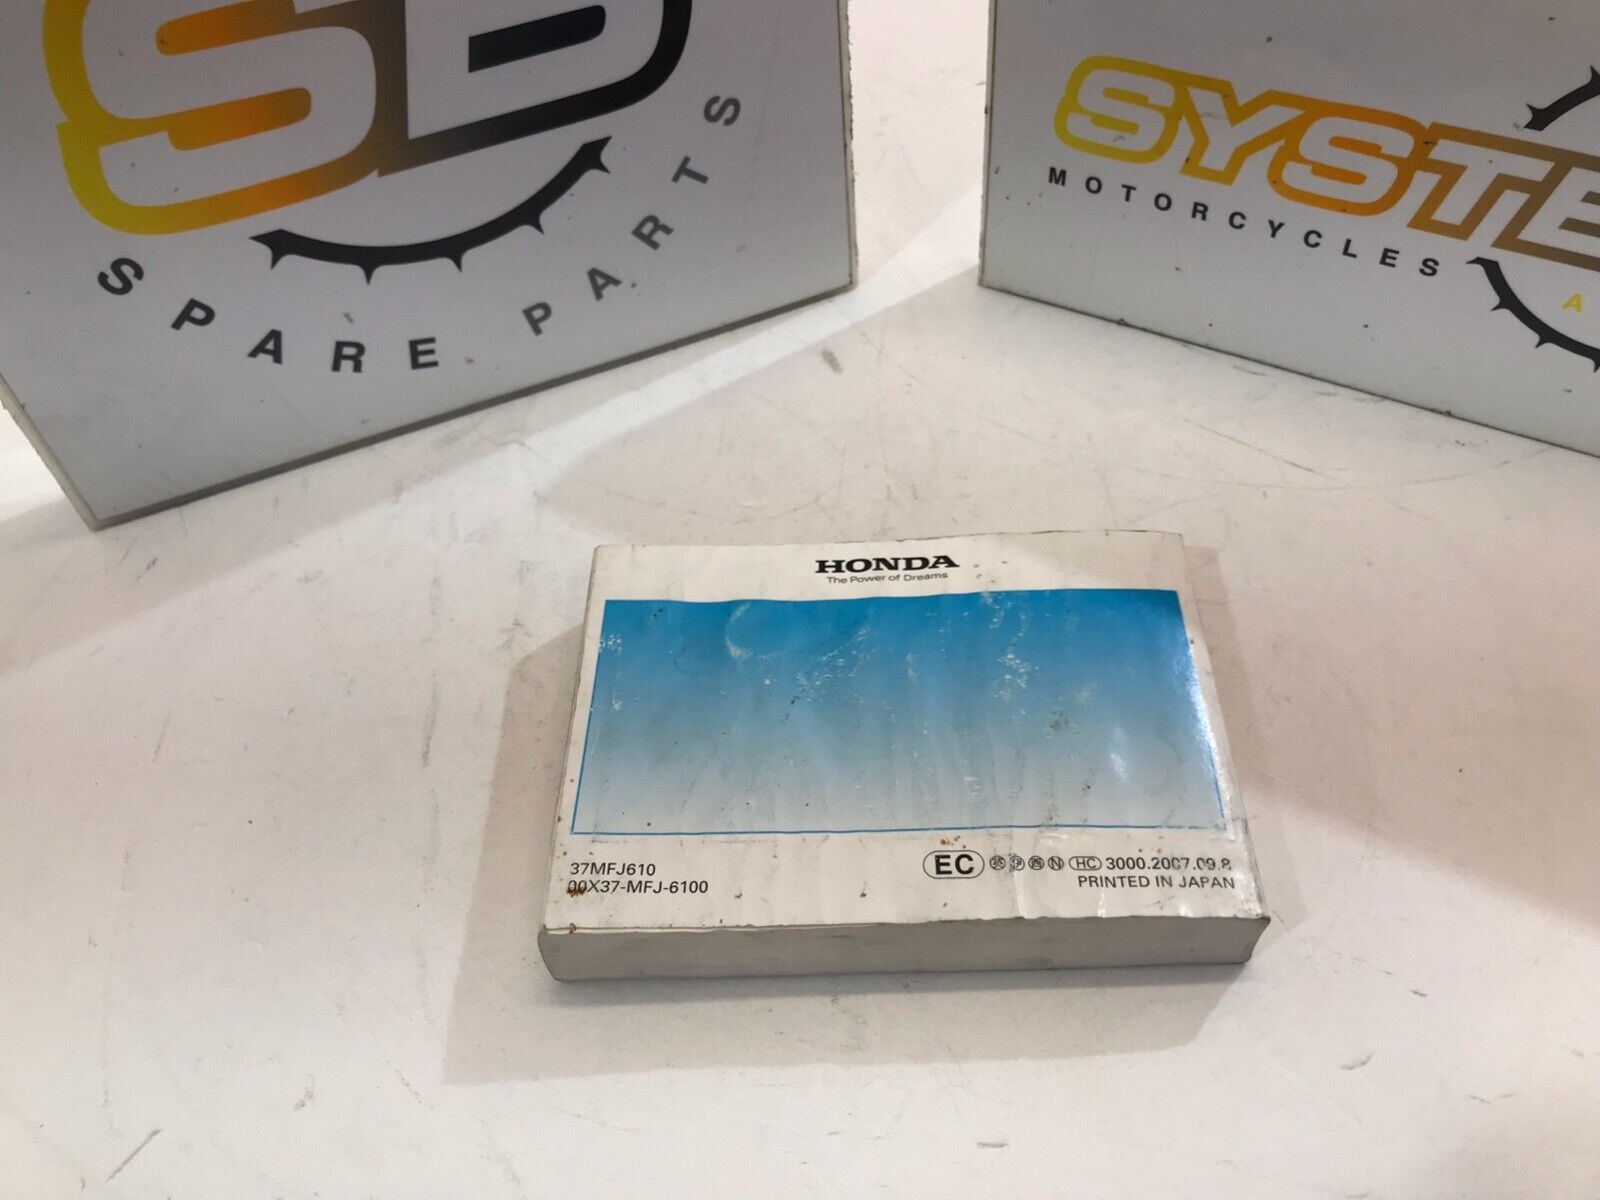 SB
SPARE PARTS
SYSTE
MOTORCYCLES
A
HONDA
The Power of Dreams
37MFJ610
00X37-MFJ-6100
EC Ⓝ HC 3000.2007.09.8
PRINTED IN JAPAN